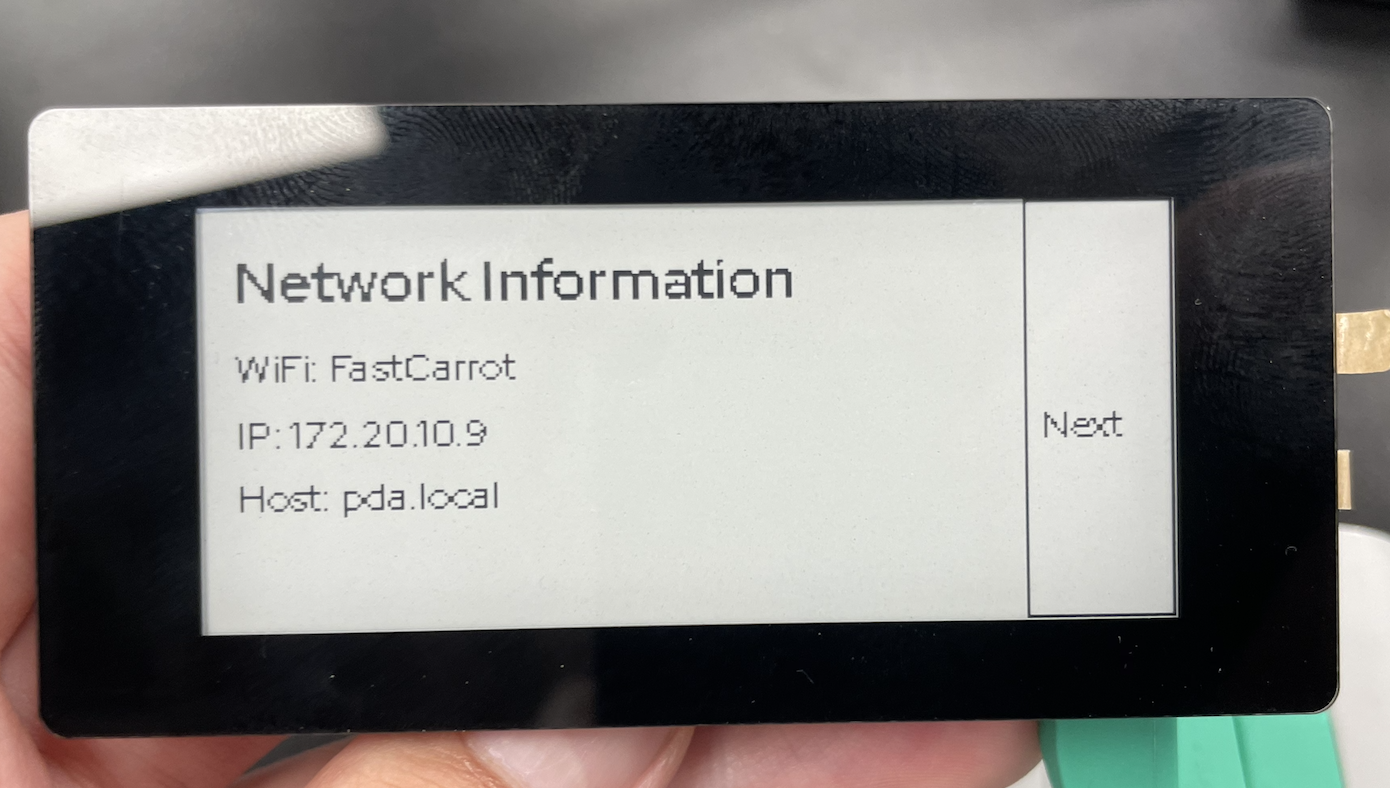 Network Information
WiFi: FastCarrot
IP: 172.20.10.9
Host: pda.local
Next